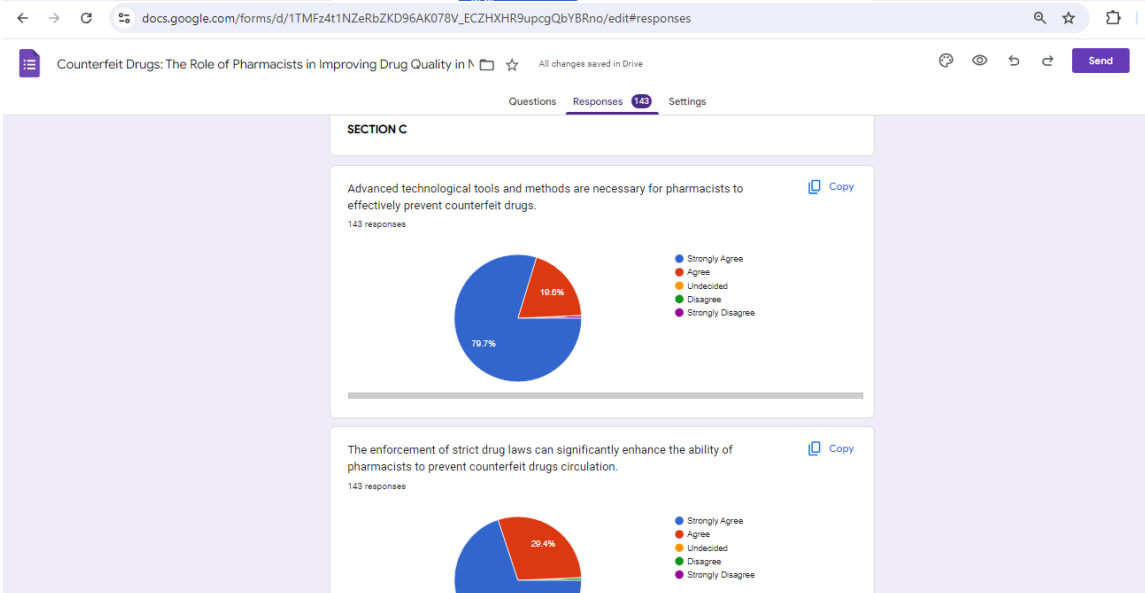 docs.google.com/forms/d/1TMFz4t1NZeRbZKD96AK078V_ECZHXHR9upcgQbYBRno/edit#responses
Counterfeit Drugs: The Role of Pharmacists in Improving Drug Quality in N
All changes saved in Drive
Send
Questions
Responses
143
Settings
SECTION C
Advanced technological tools and methods are necessary for pharmacists to
effectively prevent counterfeit drugs.
Copy
143 responses
Strongly Agree
Agree
Undecided
Disagree
Strongly Disagree
19.6%
79.7%
The enforcement of strict drug laws can significantly enhance the ability of
pharmacists to prevent counterfeit drugs circulation.
Copy
143 responses
Strongly Agree
Agree
Undecided
Disagree
Strongly Disagree
29.4%